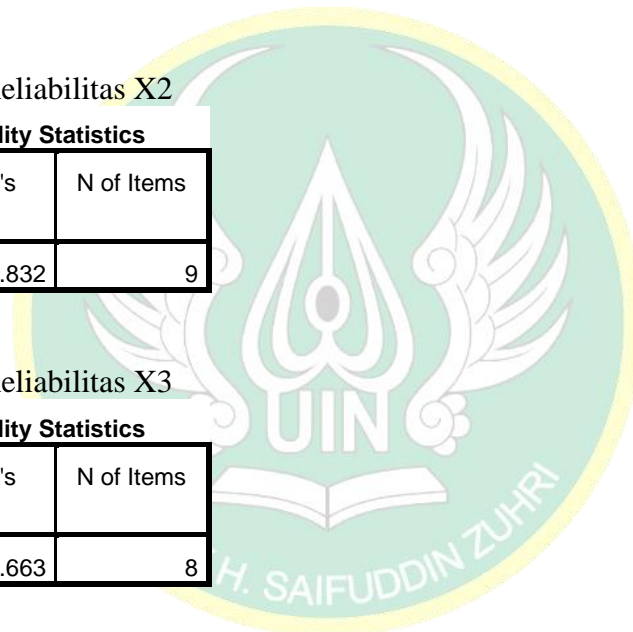 eliabilitas X2
lity Statistics
's N of Items
.832 9
eliabilitas X3
lity Statistics
's N of Items
.663 8
UIN
H. SAIFUDDIN ZUHRI